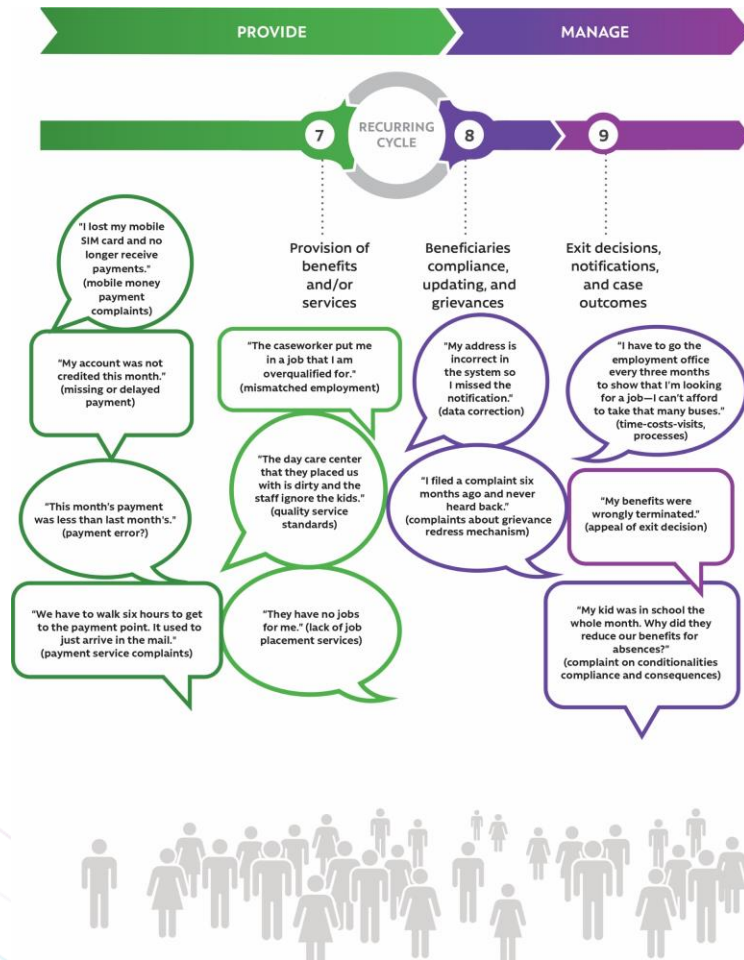 PROVIDE
MANAGE
7
RECURRING
CYCLE
8
9
Provision of
benefits
and/or
services
Beneficiaries
compliance,
updating, and
grievances
Exit decisions,
notifications,
and case
outcomes
"I lost my mobile
SIM card and no
longer receive
payments."
(mobile money
payment
complaints)
"My account was not
credited this month."
(missing or delayed
payment)
"This month's payment
was less than last month's."
(payment error?)
"We have to walk six hours to get
to the payment point. It used to
just arrive in the mail."
(payment service complaints)
"The caseworker put me
in a job that I am
overqualified for."
(mismatched employment)
"The day care center
that they placed us
with is dirty and the
staff ignore the kids."
(quality service
standards)
"They have no jobs
for me." (lack of job
placement services)
"My address is
incorrect in
the system so
I missed the
notification."
(data correction)
"I filed a complaint six
months ago and never
heard back."
(complaints about grievance
redress mechanism)
"I have to go the
employment office
every three months
to show that I'm looking
for a job—I can't afford
to take that many buses."
(time-costs-visits,
processes)
"My benefits were
wrongly terminated."
(appeal of exit decision)
"My kid was in school the
whole month. Why did they
reduce our benefits for
absences?"
(complaint on conditionalities
compliance and consequences)